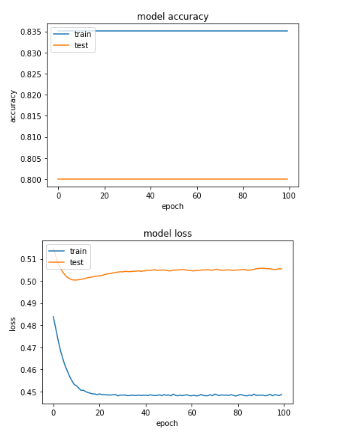 model accuracy
0.835
0.830
0.825
0.820
0.815
0.810
0.805
0.800
train
test
accuracy
0 20 40 60 80 100
epoch
model loss
0.51
0.50
0.49
0.48
0.47
0.46
0.45
train
test
loss
0 20 40 60 80 100
epoch